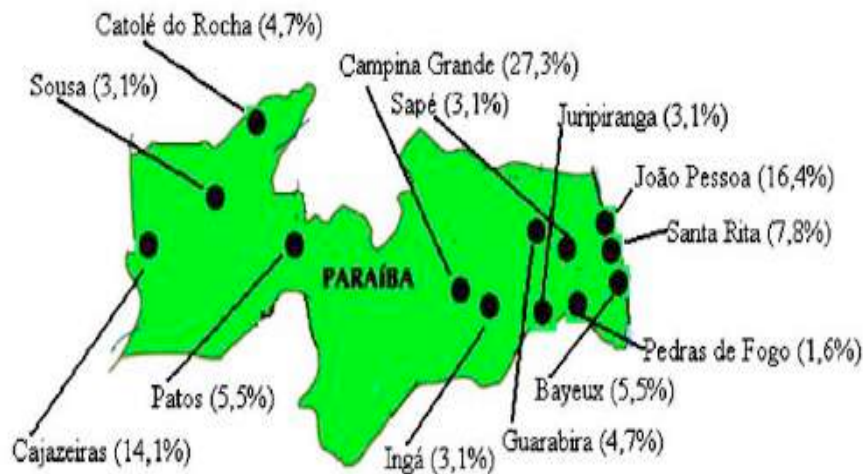 Catolé do Rocha (4,7%)
Sousa (3,1%)
Campina Grande (27,3%)
Sapé (3,1%)
Juripiranga (3,1%)
João Pessoa (16,4%)
Santa Rita (7,8%)
PARAÍBA
Pedras de Fogo (1,6%)
Patos (5,5%)
Bayeux (5,5%)
Guarabira (4,7%)
Ingá (3,1%)
Cajazeiras (14,1%)